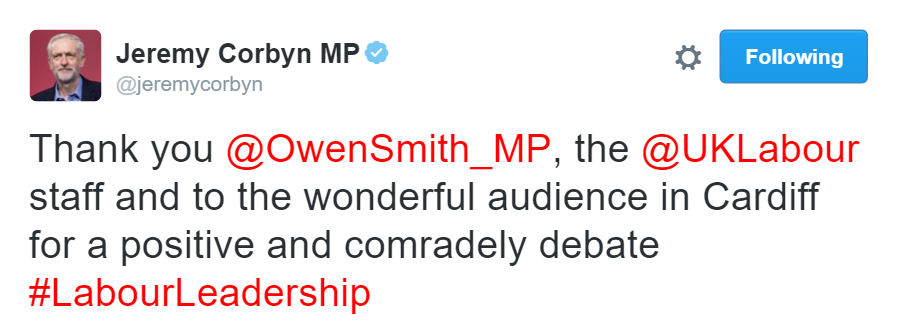 Jeremy Corbyn MP
@jeremycorbyn
Following
Thank you @OwenSmith_MP, the @UKLabour
staff and to the wonderful audience in Cardiff
for a positive and comradely debate
#LabourLeadership